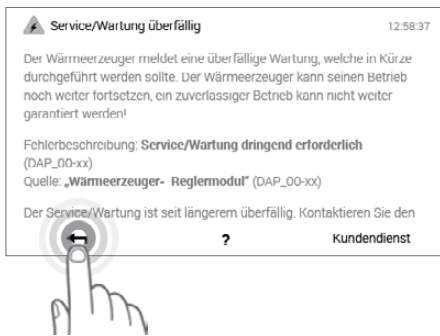 Service/Wartung überfällig 12:58:37
Der Wärmeerzeuger meldet eine überfällige Wartung, welche in Kürze
durchgeführt werden sollte. Der Wärmeerzeuger kann seinen Betrieb
noch weiter fortsetzen, ein zuverlässiger Betrieb kann nicht weiter
garantiert werden!
Fehlerbeschreibung: Service/Wartung dringend erforderlich
(DAP_00-xx)
Quelle: „Wärmeerzeuger- Reglermodul" (DAP_00-xx)
Der Service/Wartung ist seit längerem überfällig. Kontaktieren Sie den
? Kundendienst